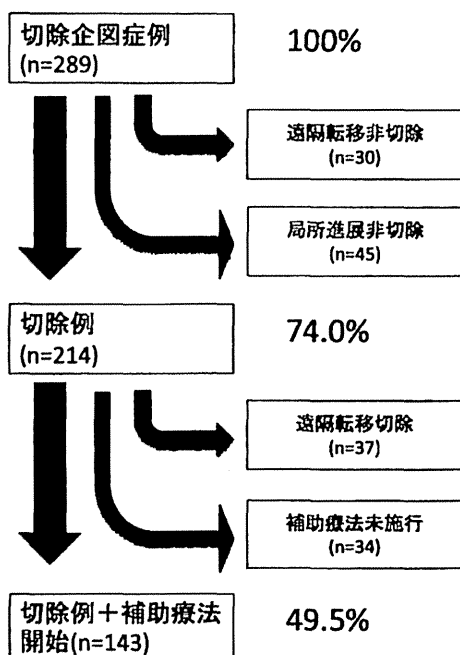 切除企図症例
(n=289)
100%
遠隔転移非切除
(n=30)
局所進展非切除
(n=45)
切除例
(n=214)
74.0%
遠隔転移切除
(n=37)
補助療法未施行
(n=34)
切除例＋補助療法
開始(n=143)
49.5%